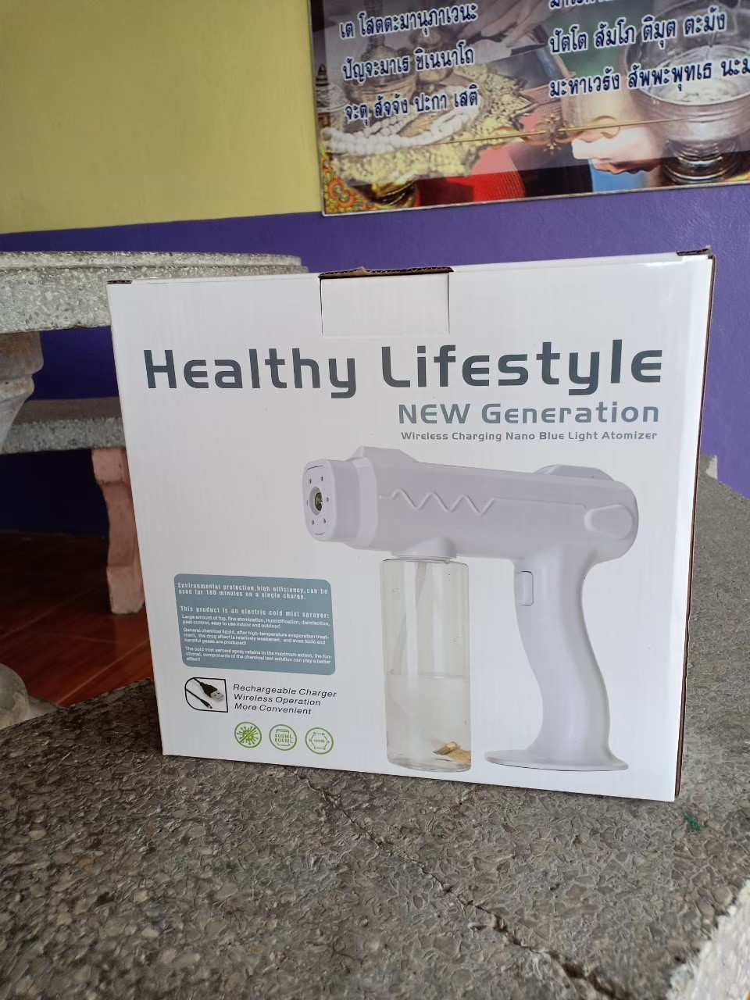 เต โสตตะมานุภาเวนะ
ปัญจะมาเร ชิเนนาโถ
จะตุ สัจจัง ปะกา เสติ
ปัตโต สัมโภ ธิมุต ตะมัง
มะหาเวรัง สัพพะพุทเธ นะม
Healthy Lifestyle
NEW Generation
Wireless Charging Nano Blue Light Atomizer
Environmental protection,high efficiency,can be
used for 180 minutes on a single charge.
This product is an electric cold mist sprayer:
Large amount of fog, fine atomization, Humidification, disinfection,
pest control, easy to use indoor and outdoor!
General chemical liquid, after high-temperature evaporation treat-
ment, the drug effect is relatively weakened, and even toxic and
harmful gases are produced!
The cold mist aerosol spray retains to the maximum extent, the fun-
ctional, components of the chemical test solution can play a better
effect!
Rechargeable Charger
Wireless Operation
More Convenient
400ML
600ML